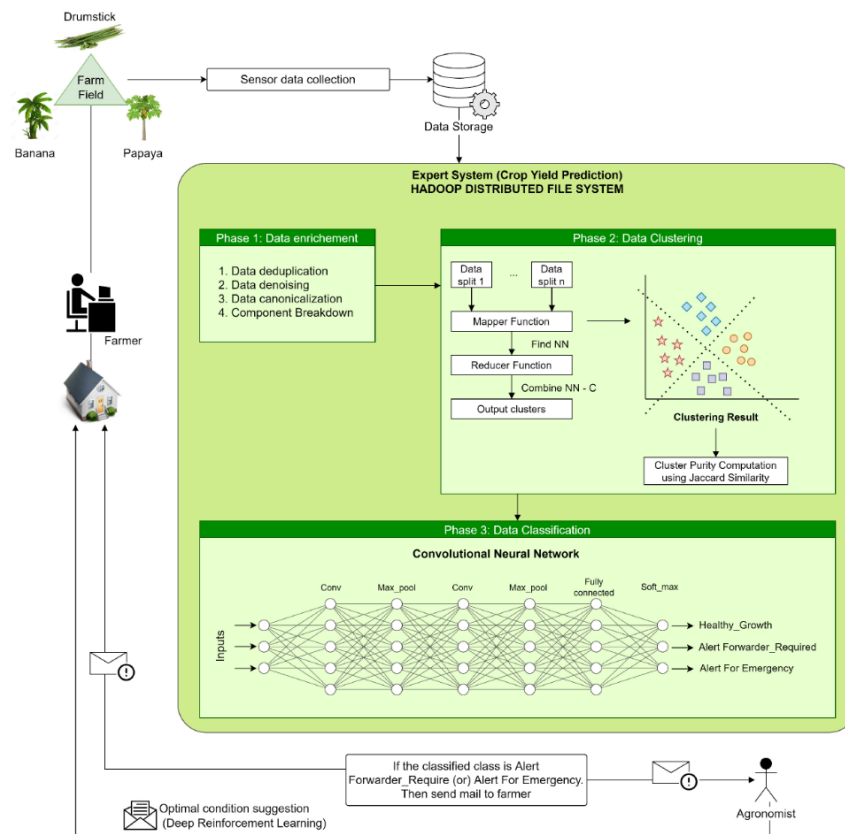 Drumstick
Farm
Field
Banana
Papaya
Sensor data collection
Data Storage
Farmer
Expert System (Crop Yield Prediction)
HADOOP DISTRIBUTED FILE SYSTEM
Phase 1: Data enrichement
1. Data deduplication
2. Data denoising
3. Data canonicalization
4. Component Breakdown
Phase 2: Data Clustering
Data
split 1
...
Data
split n
Mapper Function
Find NN
Reducer Function
Combine NN - C
Output clusters
Clustering Result
Cluster Purity Computation
using Jaccard Similarity
Phase 3: Data Classification
Convolutional Neural Network
Conv
Max_pool
Conv
Max_pool
Fully
connected
Soft_max
Inputs
Healthy_Growth
Alert Forwarder_Required
Alert For Emergency
If the classified class is Alert
Forwarder_Require (or) Alert For Emergency.
Then send mail to farmer
Agronomist
Optimal condition suggestion
(Deep Reinforcement Learning)